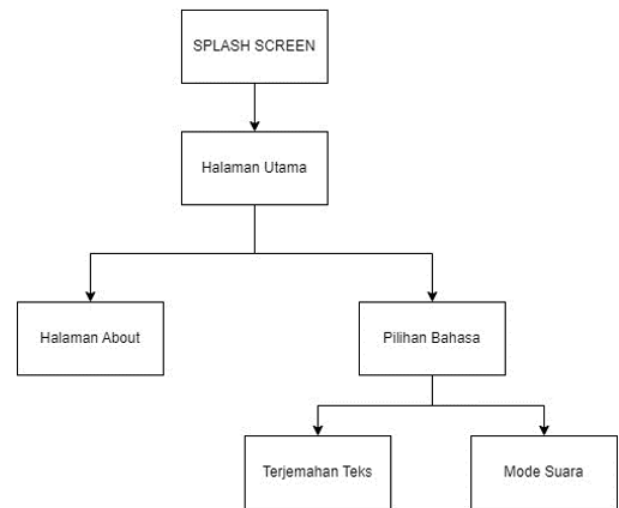 SPLASH SCREEN
Halaman Utama
Halaman About
Pilihan Bahasa
Terjemahan Teks
Mode Suara